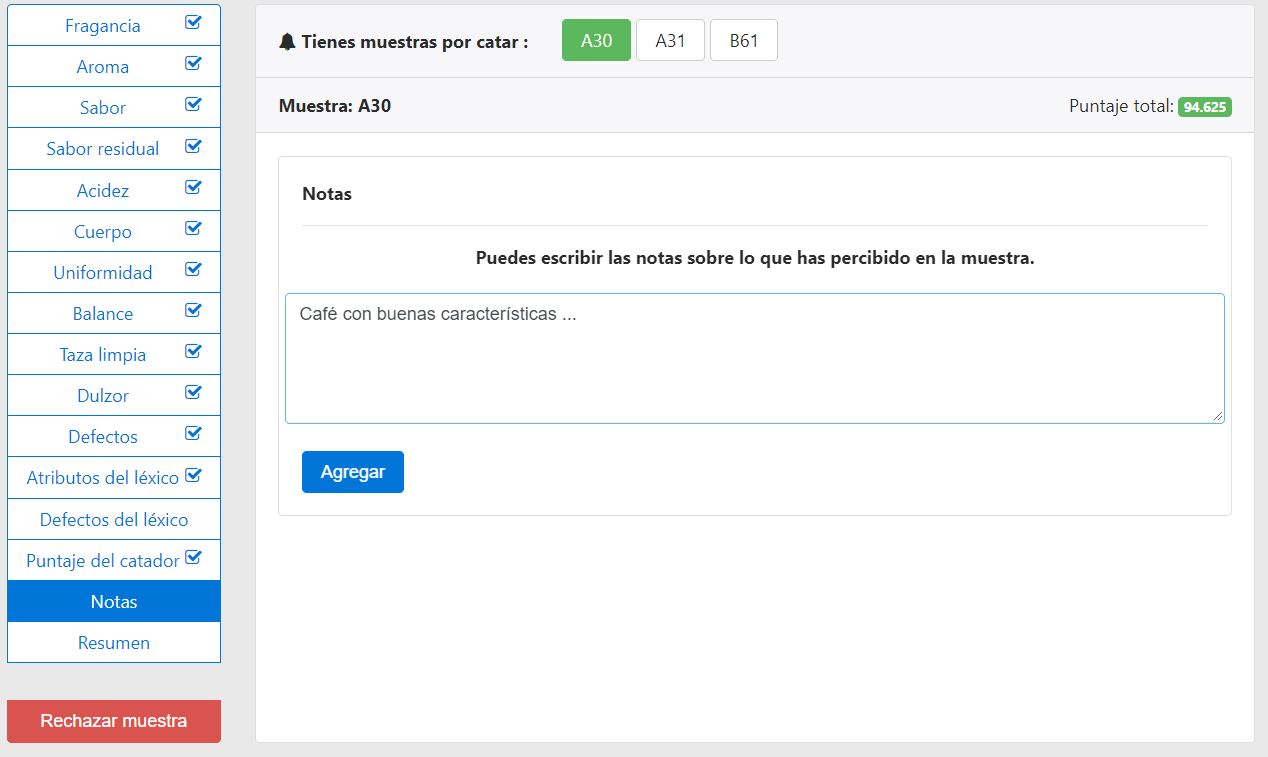 Fragancia
Aroma
Sabor
Sabor residual
Acidez
Cuerpo
Uniformidad
Balance
Taza limpia
Dulzor
Defectos
Atributos del léxico
Defectos del léxico
Puntaje del catador
Notas
Resumen
Rechazar muestra
Tienes muestras por catar :
A30
A31
B61
Muestra: A30
Puntaje total: 94.625
Notas
Puedes escribir las notas sobre lo que has percibido en la muestra.
Café con buenas características ...
Agregar